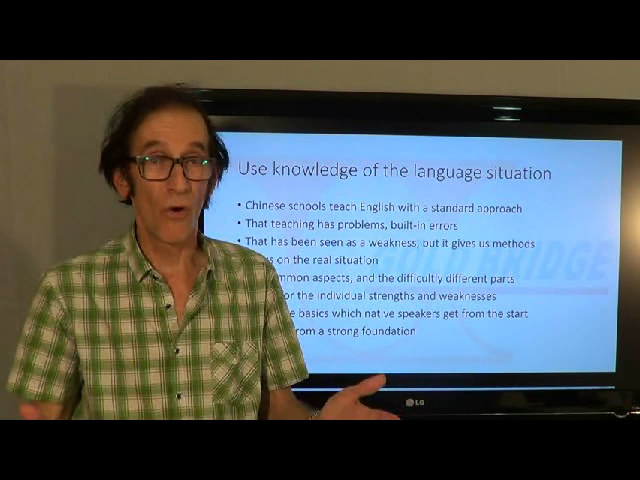 Use knowledge of the language situation
• Chinese schools teach English with a standard approach
• That teaching has problems, built-in errors
• That has been seen as a weakness, but it gives us methods
on the real situation
mmon aspects, and the difficultly different parts
for the individual strengths and weaknesses
e basics which native speakers get from the start
rom a strong foundation
BRIDGE
LG